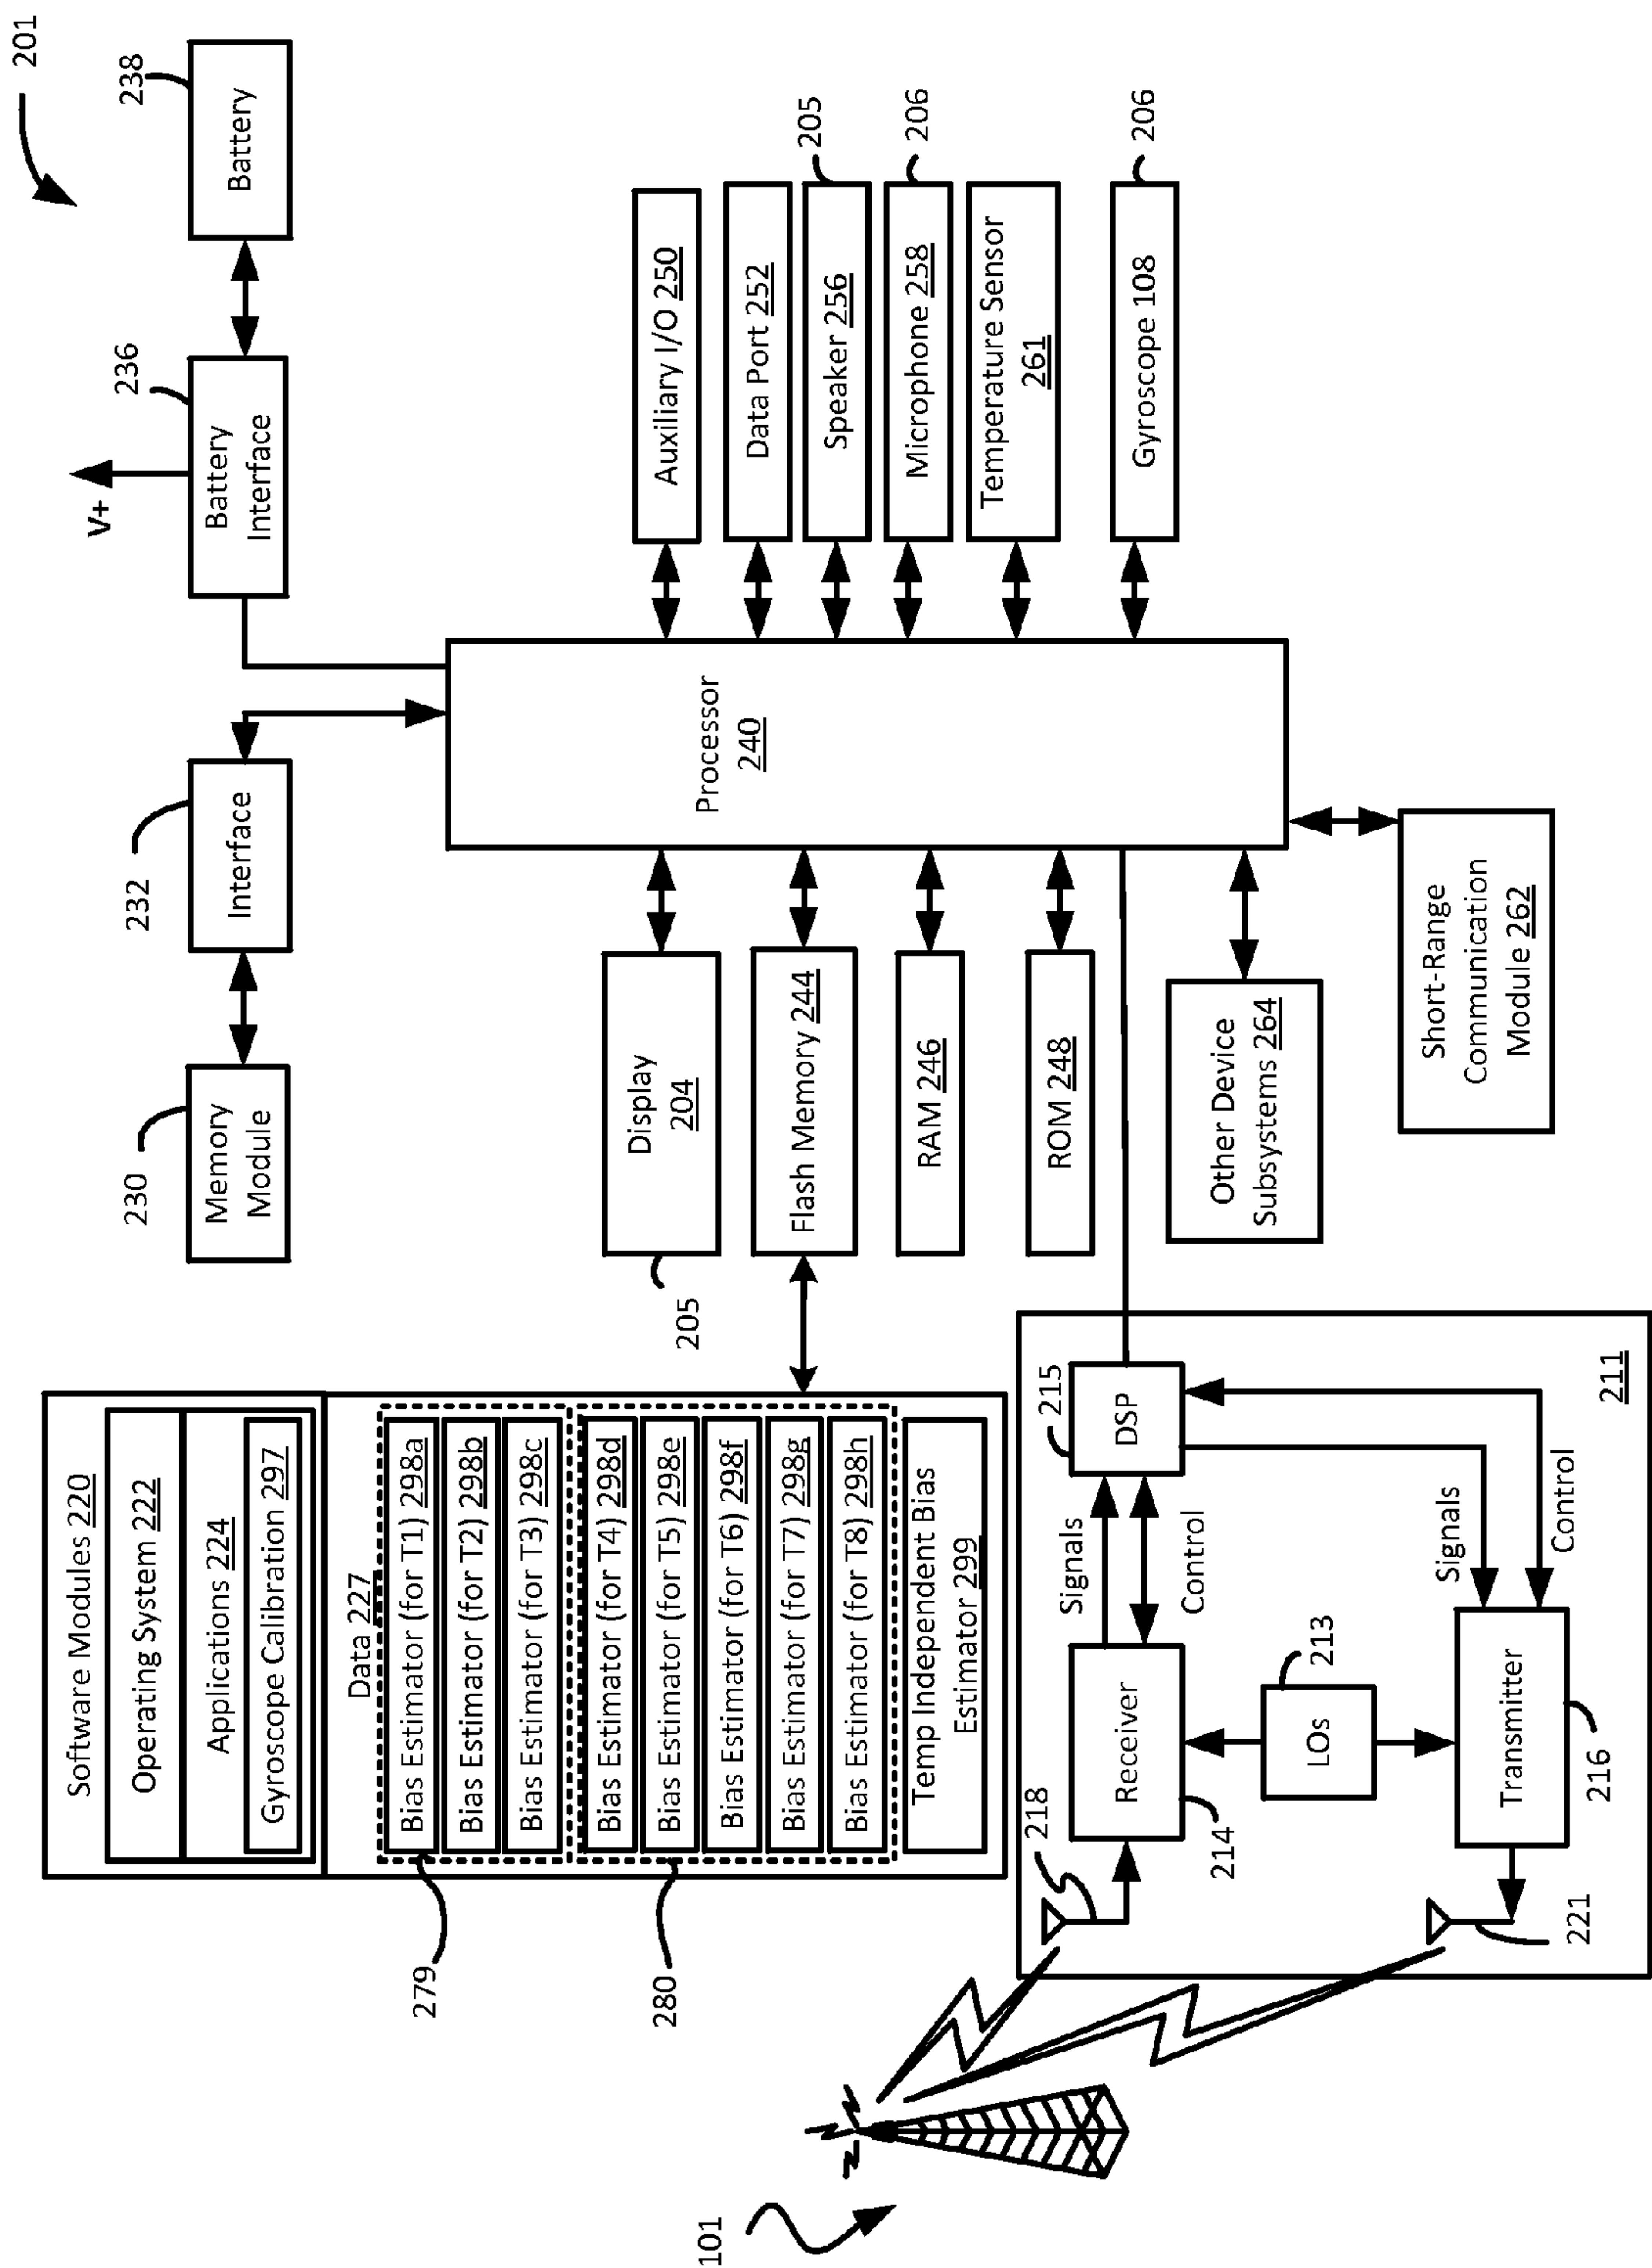 201
101
Software Modules 220
Operating System 222
Applications 224
Gyroscope Calibration 297
Data 227
Bias Estimator (for T1) 298a
Bias Estimator (for T2) 298b
Bias Estimator (for T3) 298c
Bias Estimator (for T4) 298d
Bias Estimator (for T5) 298e
Bias Estimator (for T6) 298f
Bias Estimator (for T7) 298g
Bias Estimator (for T8) 298h
Temp Independent Bias
Estimator 299
279
280
230
Memory
Module
232
Interface
V+
236
Battery
Interface
238
Battery
Display
204
205
Flash Memory 244
RAM 246
ROM 248
Other Device
Subsystems 264
Short-Range
Communication
Module 262
Processor
240
Auxiliary I/O 250
Data Port 252
Speaker 256
205
Microphone 258
206
Temperature Sensor
261
Gyroscope 108
206
218
Receiver
214
Signals
Control
215
DSP
211
LOs
213
Signals
Control
Transmitter
216
221